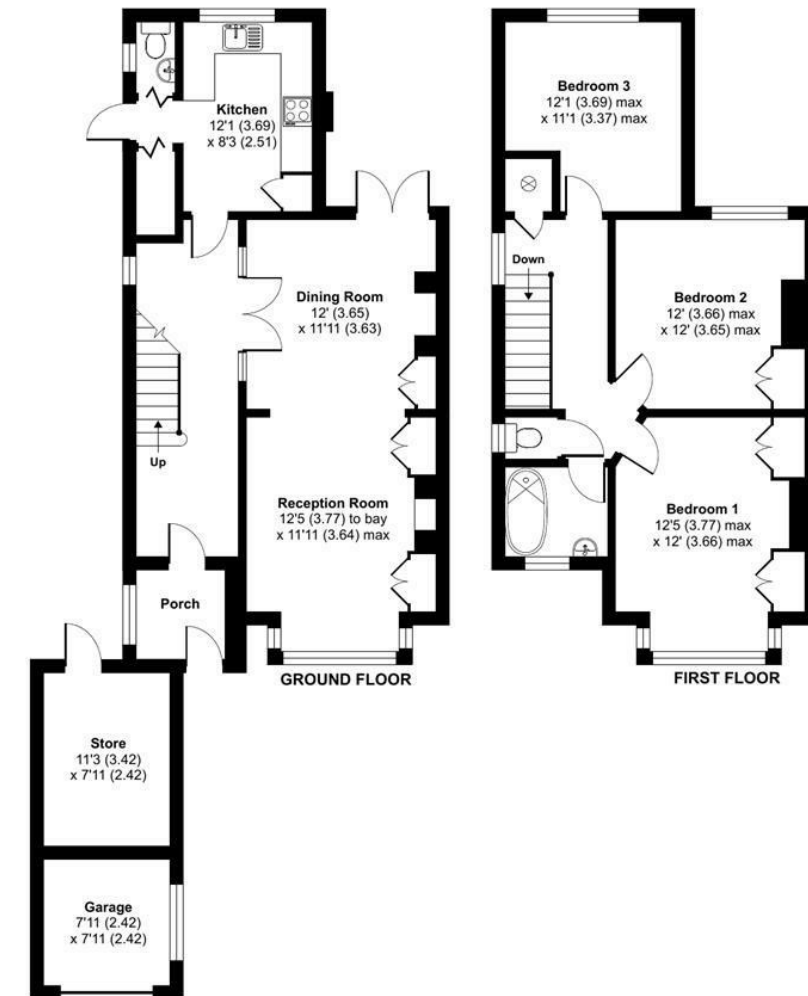 Kitchen
12'1 (3.69)
x 8'3 (2.51)
Dining Room
12' (3.65)
x 11'11 (3.63)
Up
Reception Room
12'5 (3.77) to bay
x 11'11 (3.64) max
Porch
GROUND FLOOR
Store
11'3 (3.42)
x 7'11 (2.42)
Garage
7'11 (2.42)
x 7'11 (2.42)
Bedroom 3
12'1 (3.69) max
x 11'1 (3.37) max
Down
Bedroom 2
12' (3.66) max
x 12' (3.65) max
Bedroom 1
12'5 (3.77) max
x 12' (3.66) max
FIRST FLOOR